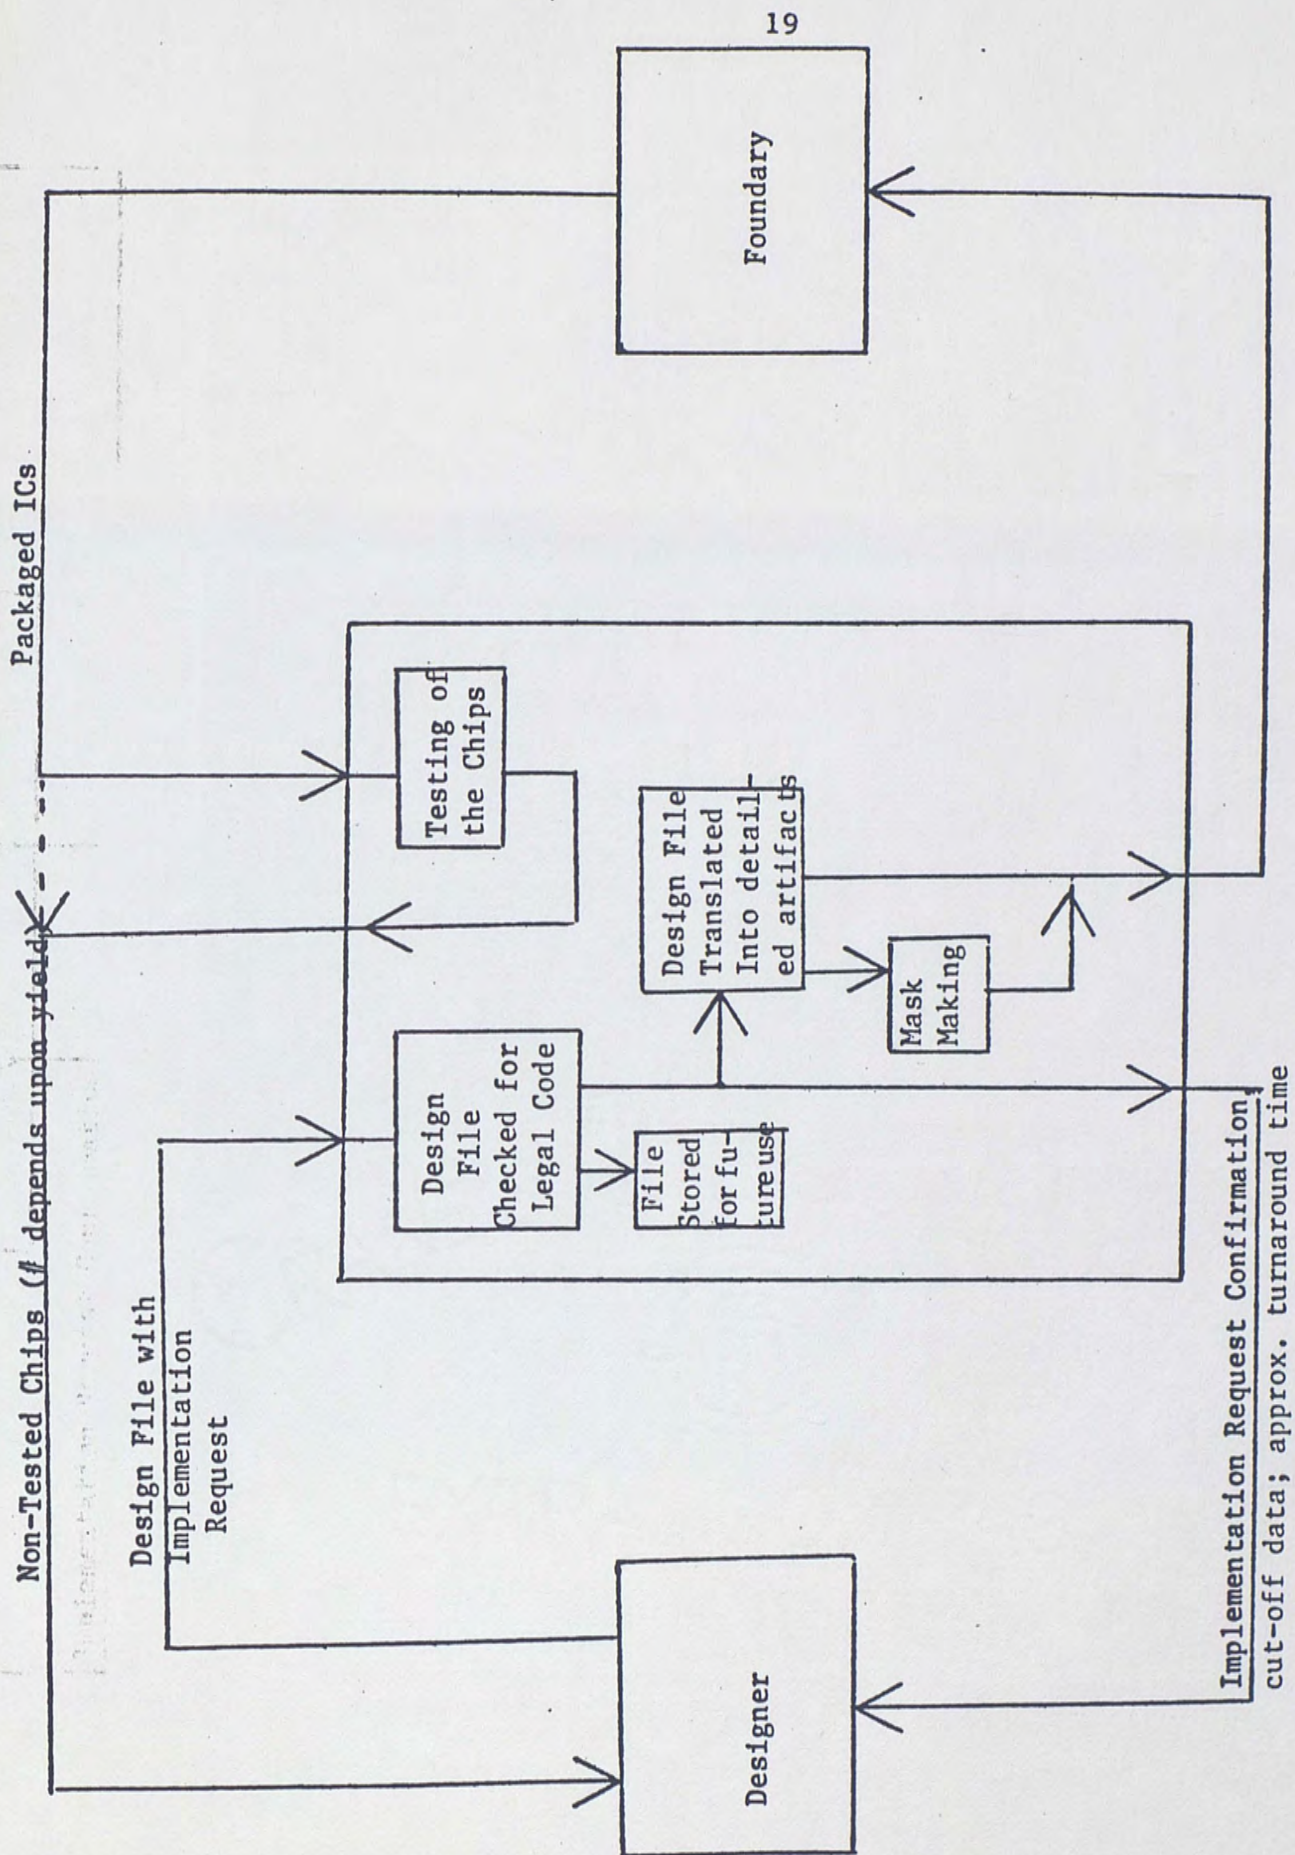 19
Non-Tested Chips (# depends upon yield)
Packaged ICs
Design File with
Implementation
Request
Testing of
the Chips
Design
File
Checked for
Legal Code
File
Stored
for fu-
ture use
Design File
Translated
Into detail-
ed artifacts
Mask
Making
Designer
Foundary
Implementation Request Confirmation,
cut-off data; approx. turnaround time